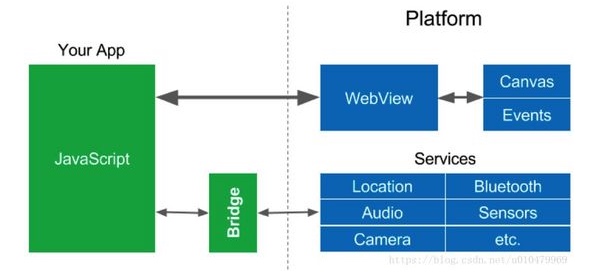 Platform
Your App
JavaScript
WebView
Canvas
Events
Bridge
Services
Location
Bluetooth
Audio
Sensors
Camera
etc.
https://blog.csdn.net/u010479969